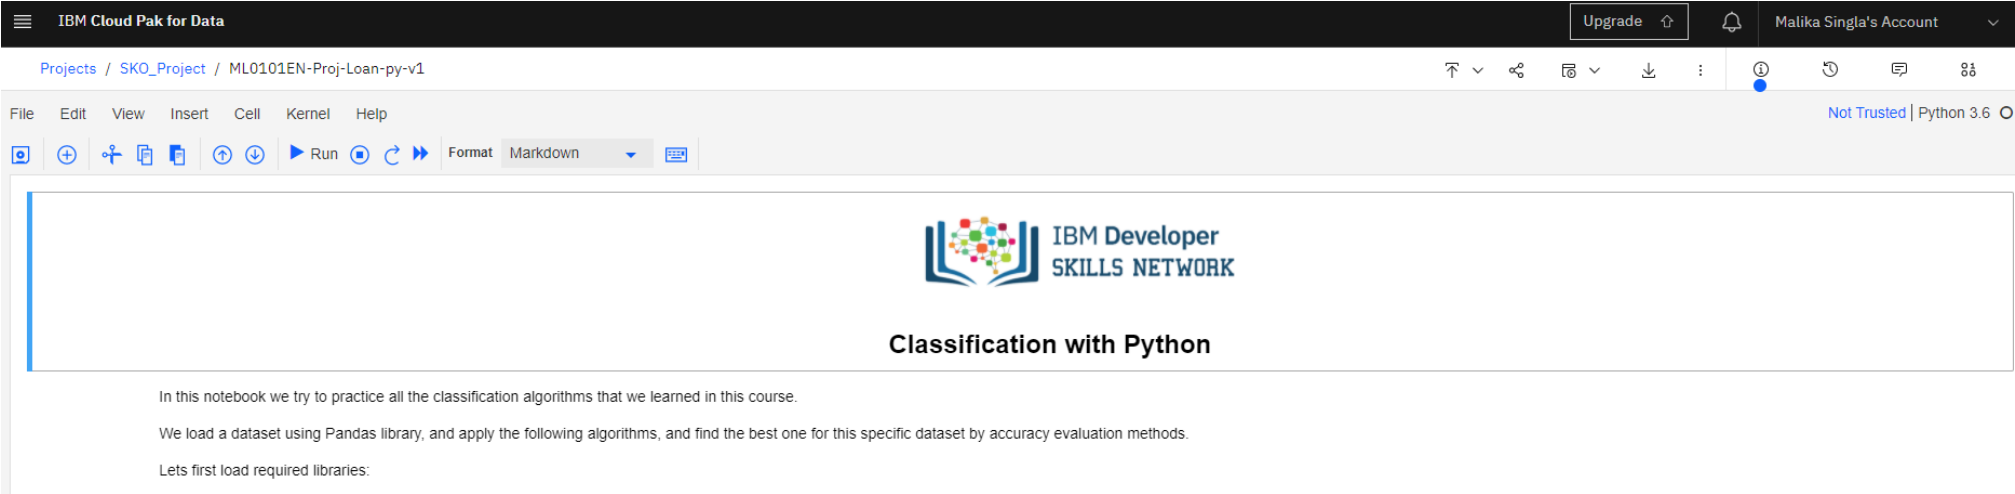 IBM Cloud Pak for Data
Upgrade
Malika Singla's Account
Projects / SKO_Project / ML0101EN-Proj-Loan-py-v1
File Edit View Insert Cell Kernel Help
Not Trusted | Python 3.6
Run
Format
Markdown
IBM Developer
SKILLS NETWORK
Classification with Python
In this notebook we try to practice all the classification algorithms that we learned in this course.
We load a dataset using Pandas library, and apply the following algorithms, and find the best one for this specific dataset by accuracy evaluation methods.
Lets first load required libraries: